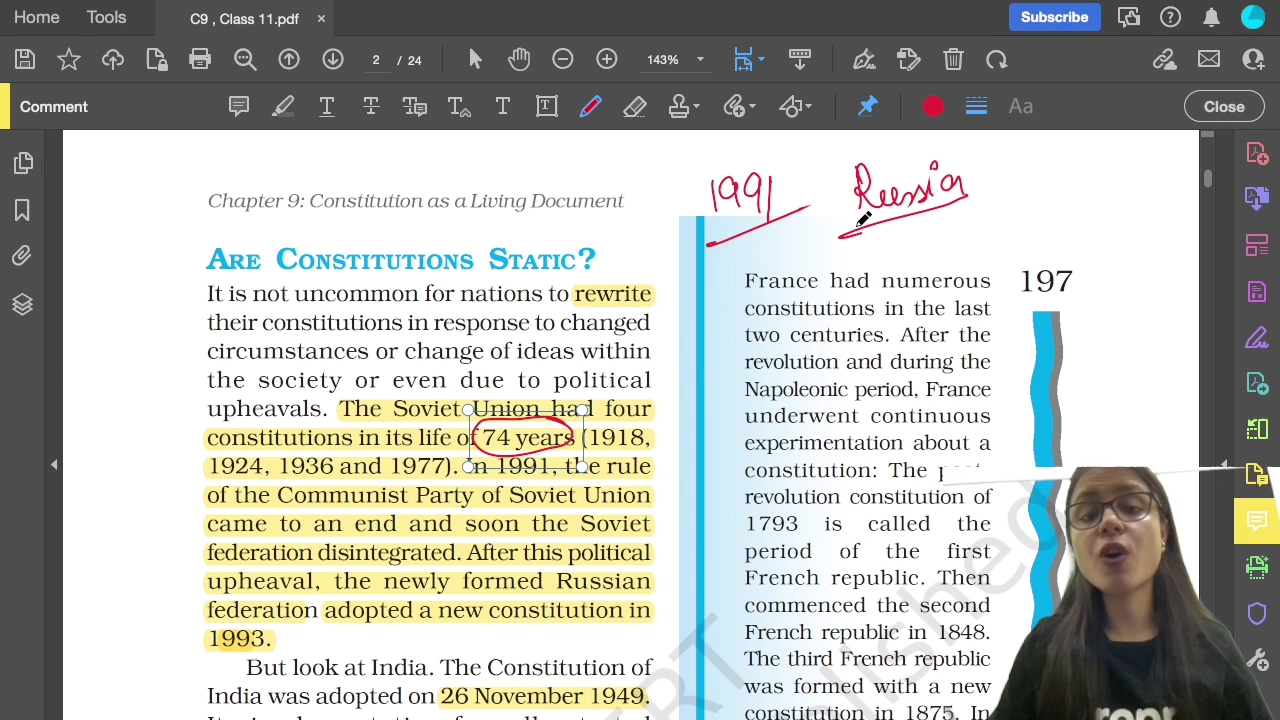 Home
Tools
C9 , Class 11.pdf
×
Subscribe
2 / 24
143%
Comment
Aa
Close
1991 Russia
Chapter 9: Constitution as a Living Document
ARE CONSTITUTIONS STATIC?
It is not uncommon for nations to rewrite
their constitutions in response to changed
circumstances or change of ideas within
the society or even due to political
upheavals. The Soviet Union had four
constitutions in its life of 74 years (1918,
1924, 1936 and 1977). In 1991, the rule
of the Communist Party of Soviet Union
came to an end and soon the Soviet
federation disintegrated. After this political
upheaval, the newly formed Russian
federation adopted a new constitution in
1993.
But look at India. The Constitution of
India was adopted on 26 November 1949.
France had numerous
constitutions in the last
two centuries. After the
revolution and during the
Napoleonic period, France
underwent continuous
experimentation about a
constitution: The
revolution constitution of
1793 is called the
period of the first
French republic. Then
commenced the second
French republic in 1848.
The third French republic
was formed with a new
constitution in 1875. In
197